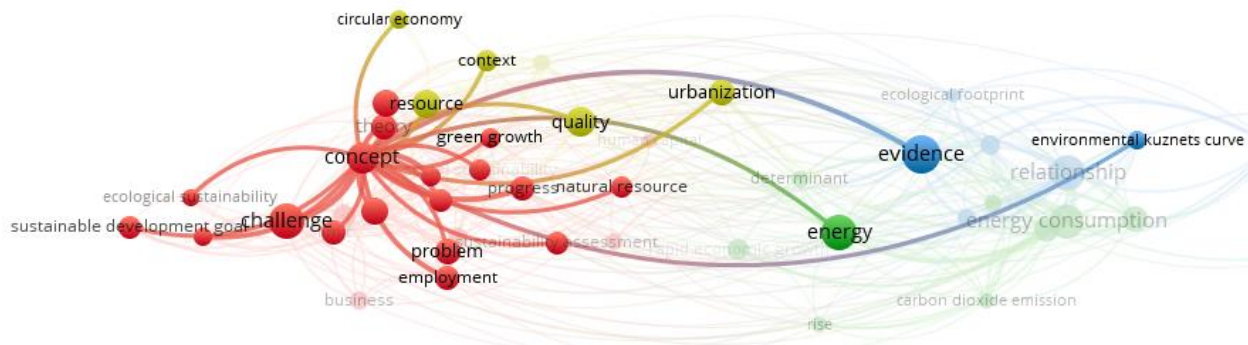 circular economy
context
ecological footprint
urbanization
resource
theory
quality
green growth
human capital
environmental kuznets curve
concept
evidence
relationship
determinant
ecological sustainability
progress
natural resource
challenge
energy consumption
sustainable development goal
energy
problem
sustainability assessment
rapid economic growth
employment
business
carbon dioxide emission
rise